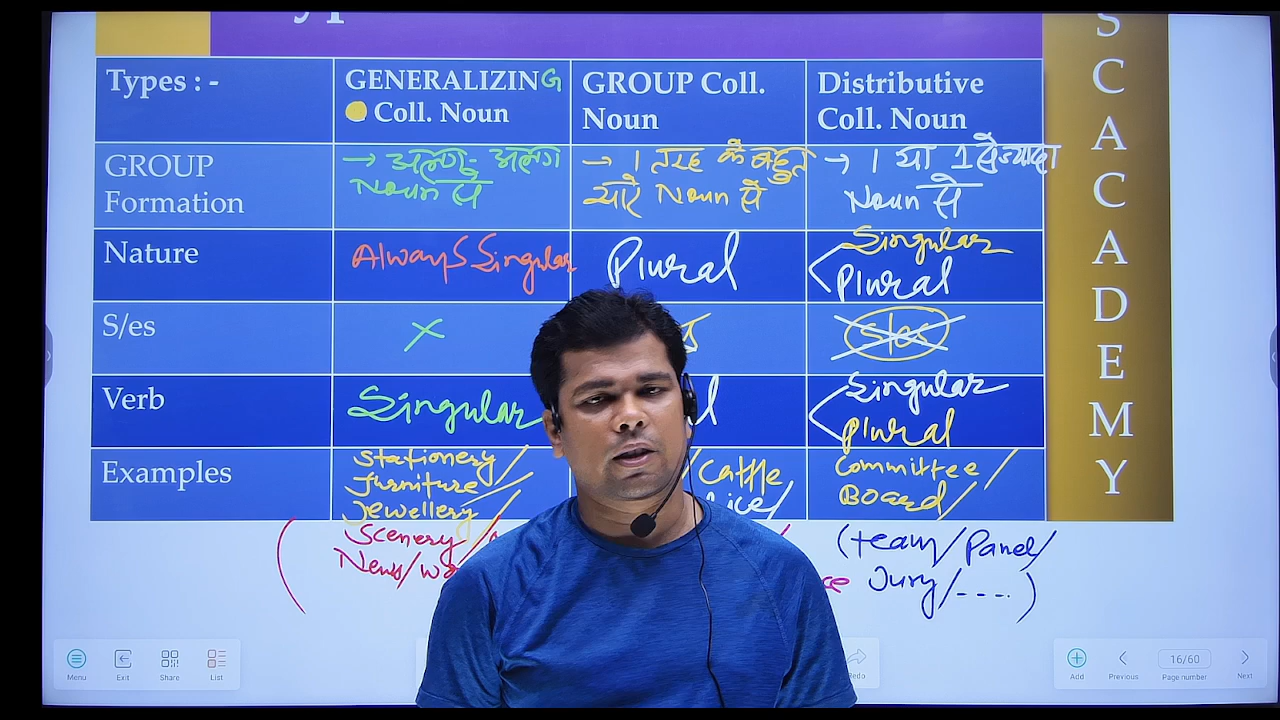 Types : -
GENERALIZING
Coll. Noun
GROUP Coll.
Noun
Distributive
Coll. Noun
GROUP
Formation
→ अलग-अलग
Noun से
→ 1 तरह के बहुत
सारे Noun से
→ 1 या 1 से ज्यादा
Noun से
Nature
Always Singular
Plural
Singular
Plural
S/es
×
s/es
Verb
Singular
Singular
Plural
Examples
Stationery/
furniture/
Jewellery/
Scenery/
News/
Cattle
Committee/
Board/
(team/Panel/
Jury/----)
S
C
A
C
A
D
E
M
Y
Menu
Exit
Share
List
Add
Previous
16/60
Page number
Next